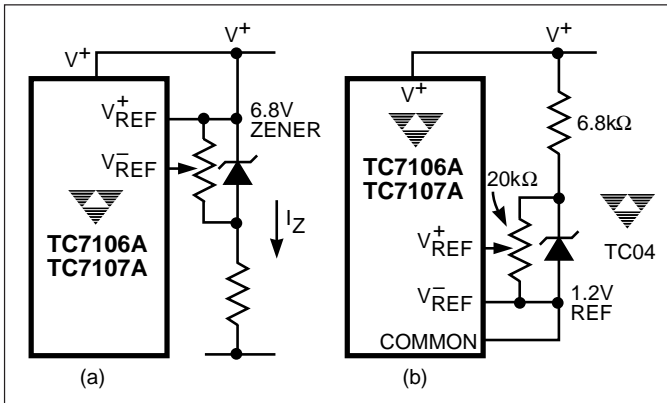 V+
V+
V+REF
6.8V
ZENER
V–REF
IZ
TC7106A
TC7107A
(a)
V+
V+
6.8kΩ
TC7106A
TC7107A
20kΩ
TC04
V+REF
V–REF
1.2V
REF
COMMON
(b)